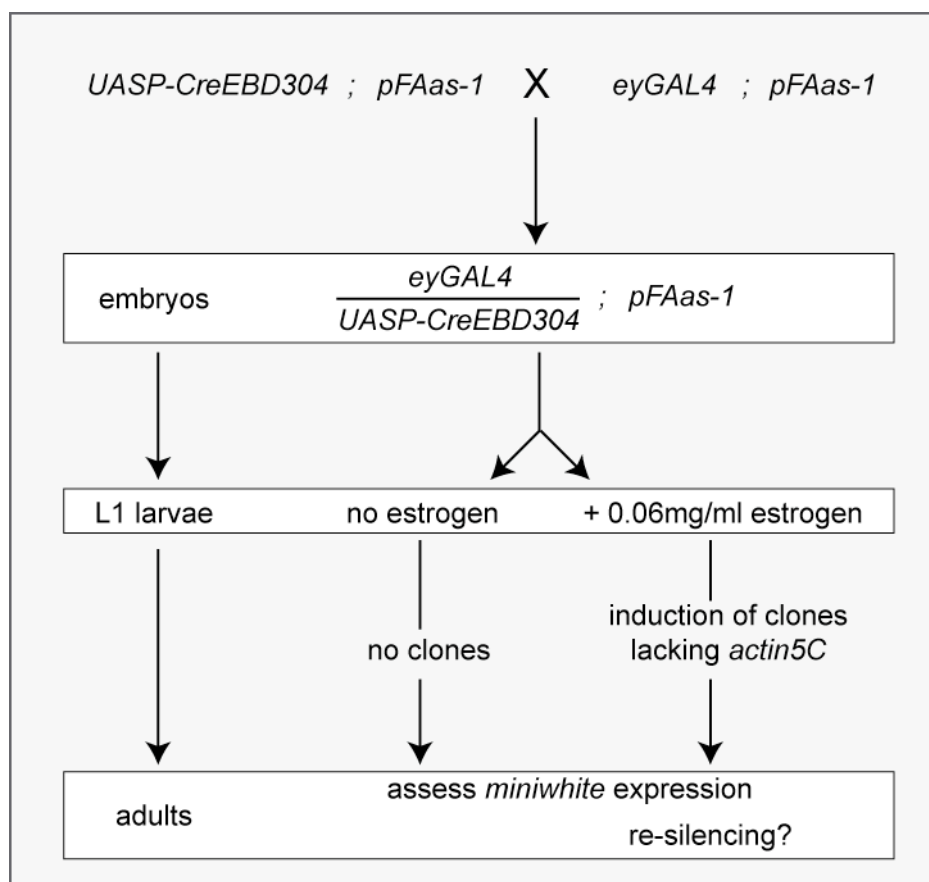 UASP-CreEBD304 ; pFAas-1 X eyGAL4 ; pFAas-1
eyGAL4
embryos ; pFAas-1
UASP-CreEBD304
L1 larvae no estrogen + 0.06mg/ml estrogen
induction of clones
no clones lacking actin5C
assess miniwhite expression
adults
re-silencing?